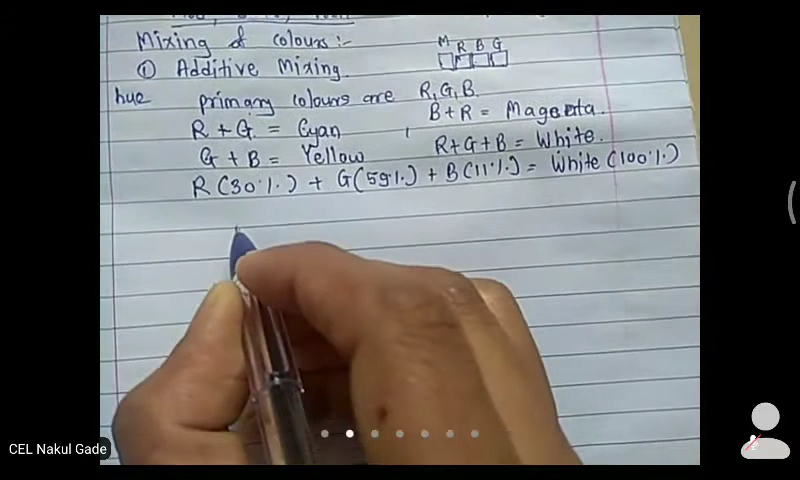 Mixing of colours :-
M R B G
① Additive Mixing
hue primary colours are R, G, B.
R + G = Cyan
B + R = Magenta.
G + B = Yellow
R + G + B = White.
R (30%) + G (59%) + B (11%) = White (100%)
CEL Nakul Gade